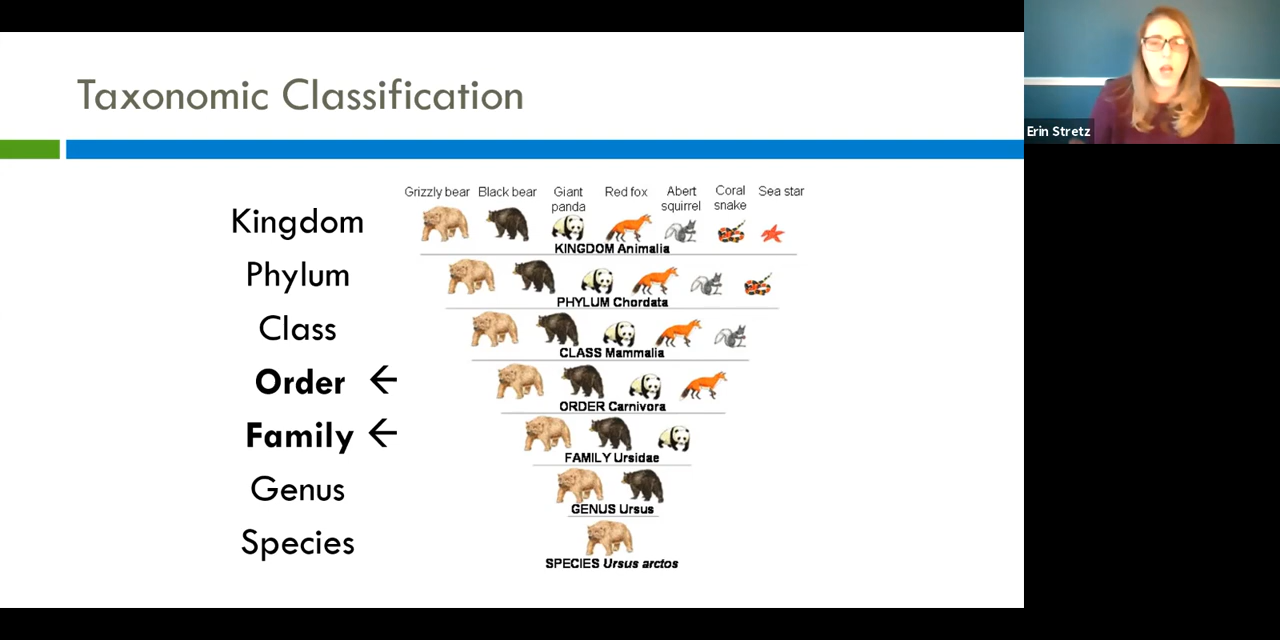 Taxonomic Classification
Erin Stretz
Grizzly bear Black bear Giant panda Red fox Abert squirrel Coral snake Sea star
Kingdom
KINGDOM Animalia
Phylum
PHYLUM Chordata
Class
CLASS Mammalia
Order ←
ORDER Carnivora
Family ←
FAMILY Ursidae
Genus
GENUS Ursus
Species
SPECIES Ursus arctos